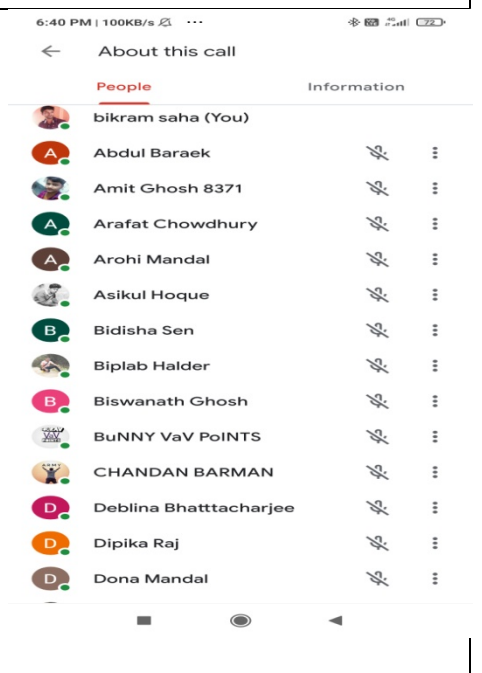 6:40 PM | 100KB/s ... 4G 72
About this call
People Information
bikram saha (You)
A Abdul Baraek
Amit Ghosh 8371
A Arafat Chowdhury
A Arohi Mandal
Asikul Hoque
B Bidisha Sen
Biplab Halder
B Biswanath Ghosh
BuNNY VaV PoINTS
CHANDAN BARMAN
D Deblina Bhatttacharjee
D Dipika Raj
D Dona Mandal